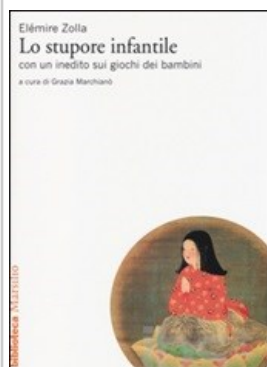 Elémire Zolla
Lo stupore infantile
con un inedito sui giochi dei bambini
a cura di Grazia Marchianò
biblioteca Marsilio